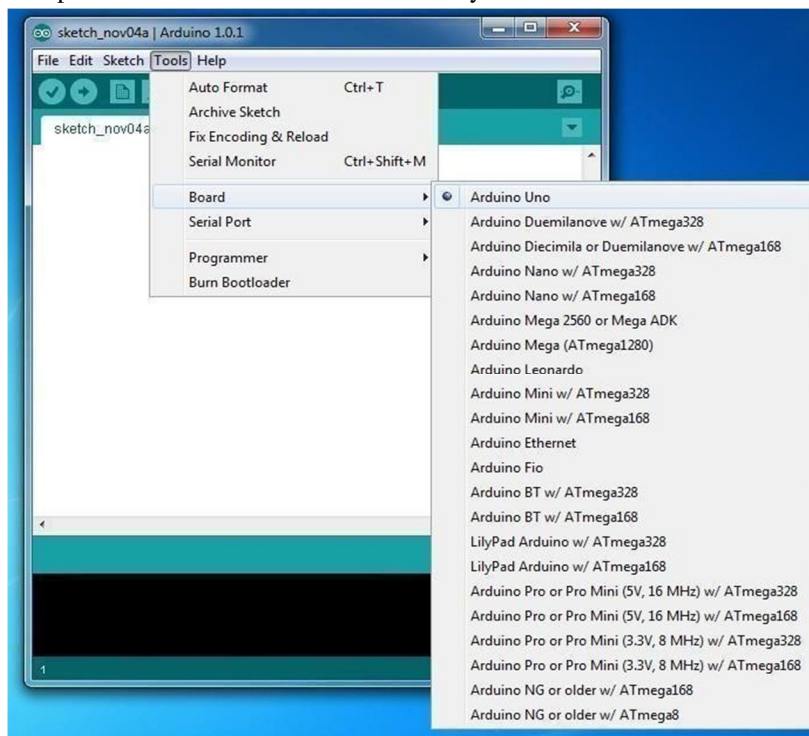 sketch_nov04a | Arduino 1.0.1
File Edit Sketch Tools Help
sketch_nov04a
Auto Format Ctrl+T
Archive Sketch
Fix Encoding & Reload
Serial Monitor Ctrl+Shift+M
Board
Serial Port
Programmer
Burn Bootloader
Arduino Uno
Arduino Duemilanove w/ ATmega328
Arduino Diecimila or Duemilanove w/ ATmega168
Arduino Nano w/ ATmega328
Arduino Nano w/ ATmega168
Arduino Mega 2560 or Mega ADK
Arduino Mega (ATmega1280)
Arduino Leonardo
Arduino Mini w/ ATmega328
Arduino Mini w/ ATmega168
Arduino Ethernet
Arduino Fio
Arduino BT w/ ATmega328
Arduino BT w/ ATmega168
LilyPad Arduino w/ ATmega328
LilyPad Arduino w/ ATmega168
Arduino Pro or Pro Mini (5V, 16 MHz) w/ ATmega328
Arduino Pro or Pro Mini (5V, 16 MHz) w/ ATmega168
Arduino Pro or Pro Mini (3.3V, 8 MHz) w/ ATmega328
Arduino Pro or Pro Mini (3.3V, 8 MHz) w/ ATmega168
Arduino NG or older w/ ATmega168
Arduino NG or older w/ ATmega8
1